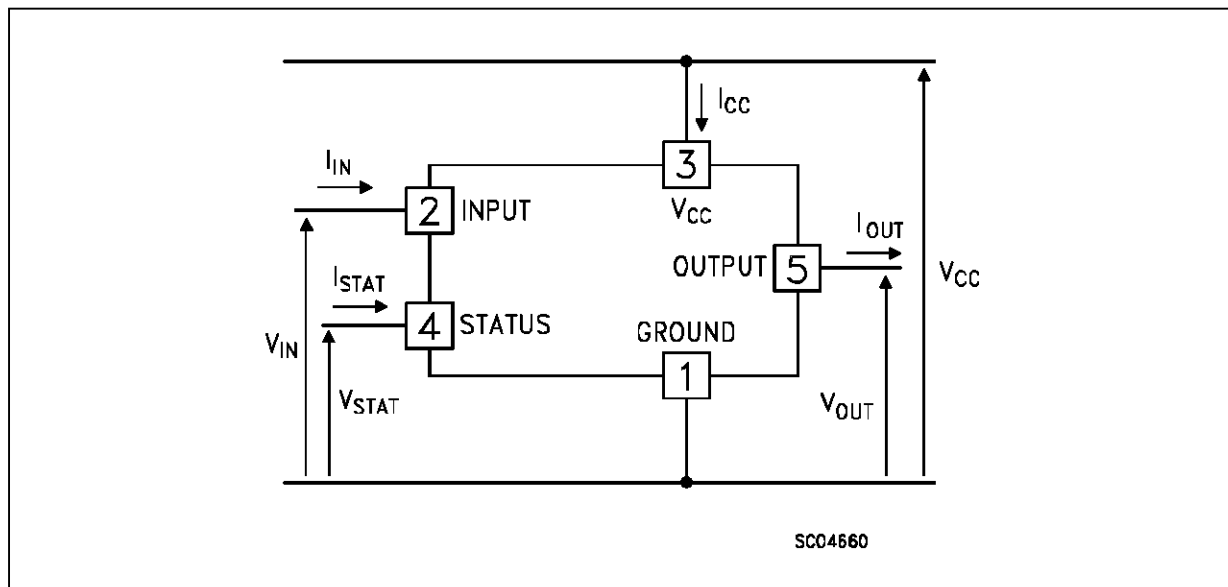 I_CC
3
V_CC
I_IN
2 INPUT
I_STAT
4 STATUS
V_IN
V_STAT
OUTPUT 5
I_OUT
V_CC
GROUND
1
V_OUT
SC04660